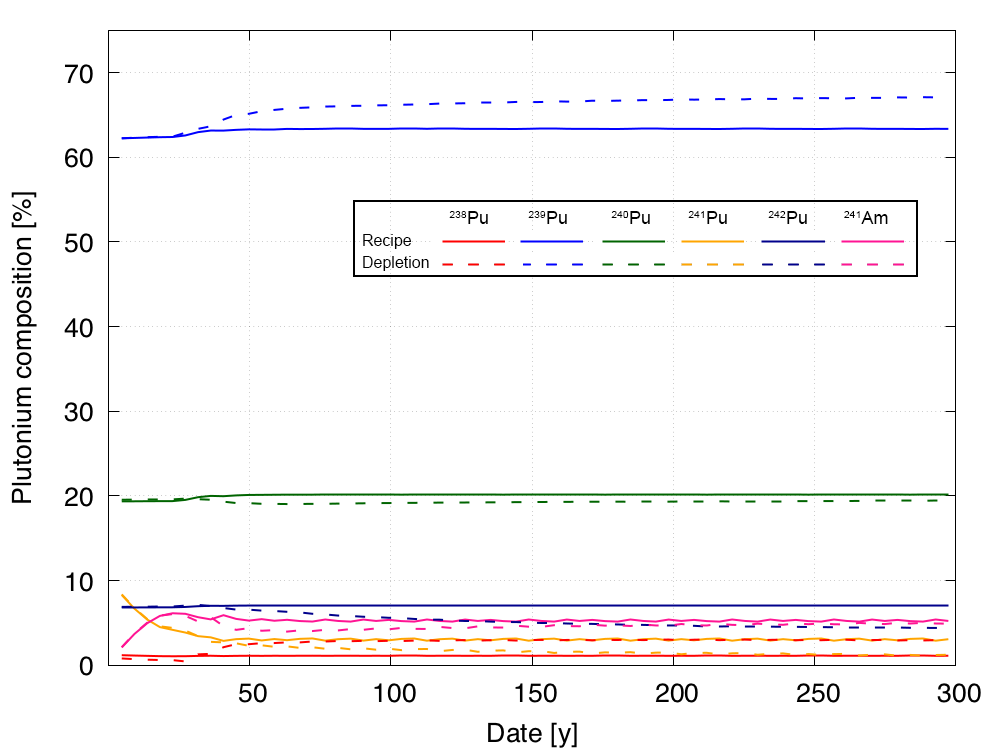 70
60
50
40
30
20
10
0
Plutonium composition [%]
²³⁸Pu ²³⁹Pu ²⁴⁰Pu ²⁴¹Pu ²⁴²Pu ²⁴¹Am
Recipe
Depletion
50 100 150 200 250 300
Date [y]